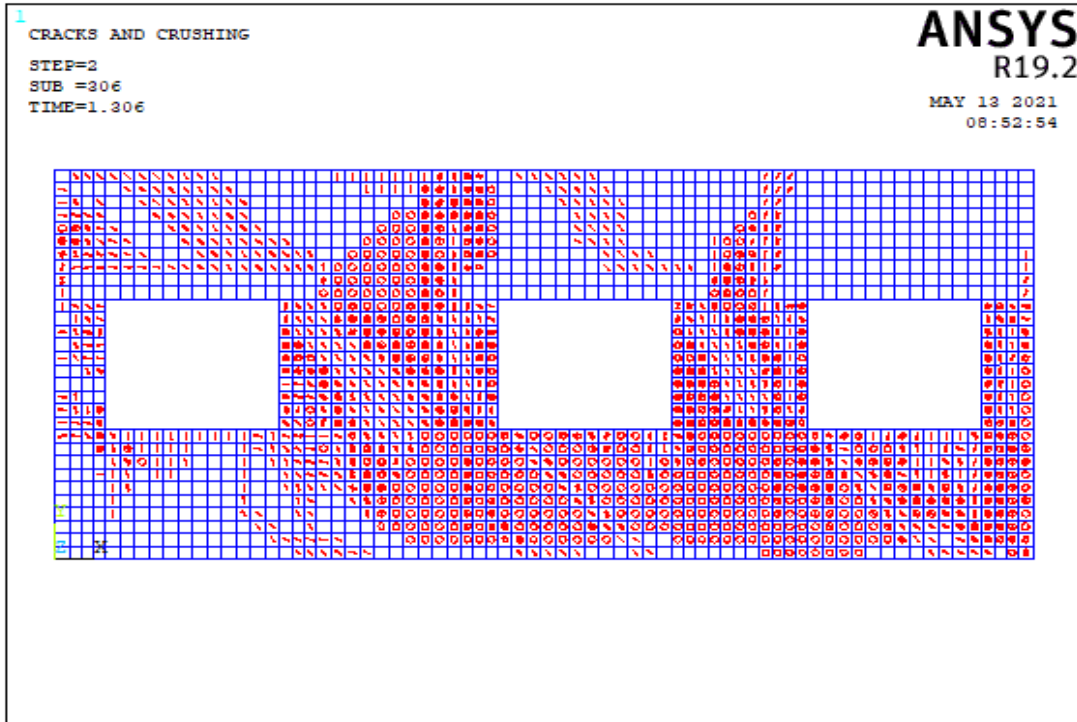 1
CRACKS AND CRUSHING
STEP=2
SUB =306
TIME=1.306
ANSYS
R19.2
MAY 13 2021
08:52:54
Y
Z X